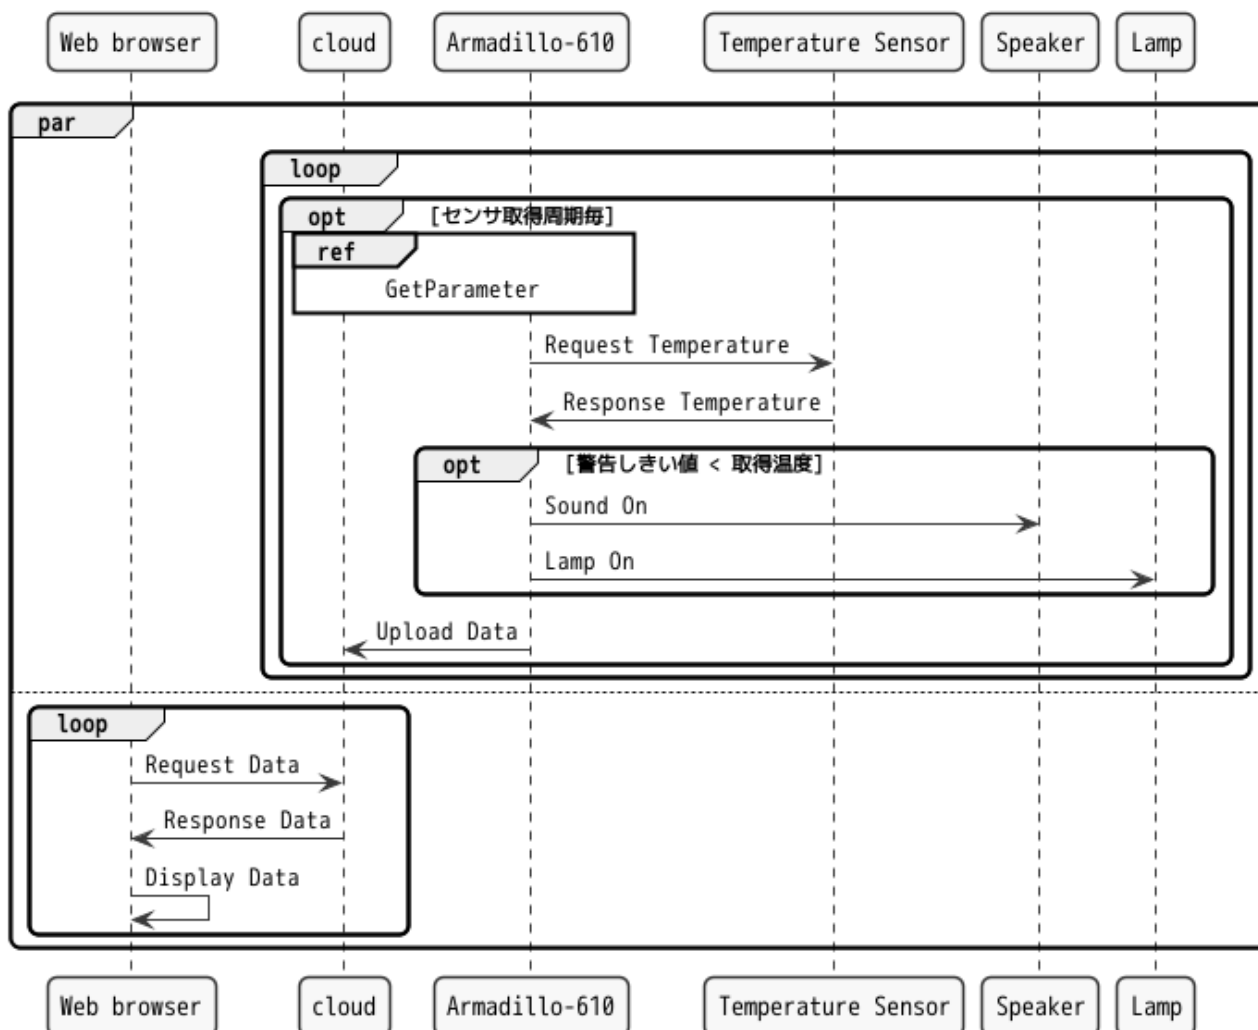 Web browser
cloud
Armadillo-610
Temperature Sensor
Speaker
Lamp
par
loop
opt [センサ取得周期毎]
ref
GetParameter
Request Temperature
Response Temperature
opt [警告しきい値 < 取得温度]
Sound On
Lamp On
Upload Data
loop
Request Data
Response Data
Display Data
Web browser
cloud
Armadillo-610
Temperature Sensor
Speaker
Lamp